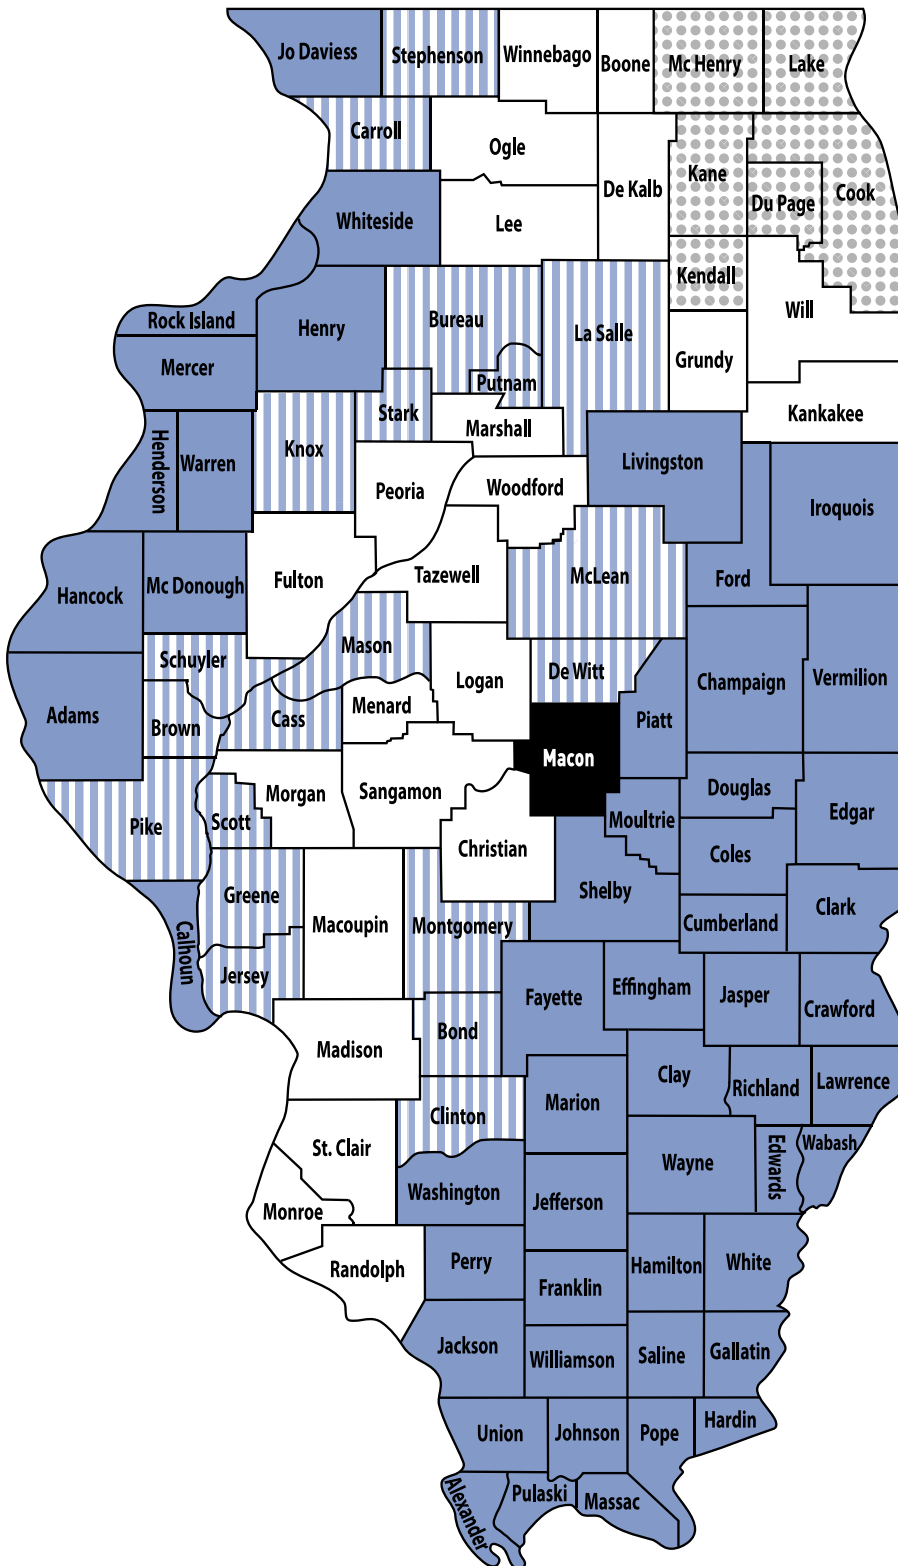 Jo Daviess
Stephenson
Winnebago
Boone
Mc Henry
Lake
Carroll
Ogle
De Kalb
Kane
Du Page
Cook
Whiteside
Lee
Kendall
Will
Rock Island
Henry
Bureau
La Salle
Grundy
Mercer
Putnam
Kankakee
Stark
Marshall
Henderson
Warren
Knox
Peoria
Woodford
Livingston
Iroquois
Hancock
Mc Donough
Fulton
Tazewell
McLean
Ford
Schuyler
Mason
Logan
De Witt
Champaign
Vermilion
Adams
Brown
Cass
Menard
Piatt
Macon
Pike
Scott
Morgan
Sangamon
Christian
Moultrie
Douglas
Edgar
Coles
Greene
Macoupin
Montgomery
Shelby
Cumberland
Clark
Calhoun
Jersey
Fayette
Effingham
Jasper
Crawford
Madison
Bond
Clay
Richland
Lawrence
Clinton
Marion
St. Clair
Wayne
Edwards
Wabash
Washington
Jefferson
Monroe
Randolph
Perry
Franklin
Hamilton
White
Jackson
Williamson
Saline
Gallatin
Union
Johnson
Pope
Hardin
Alexander
Pulaski
Massac